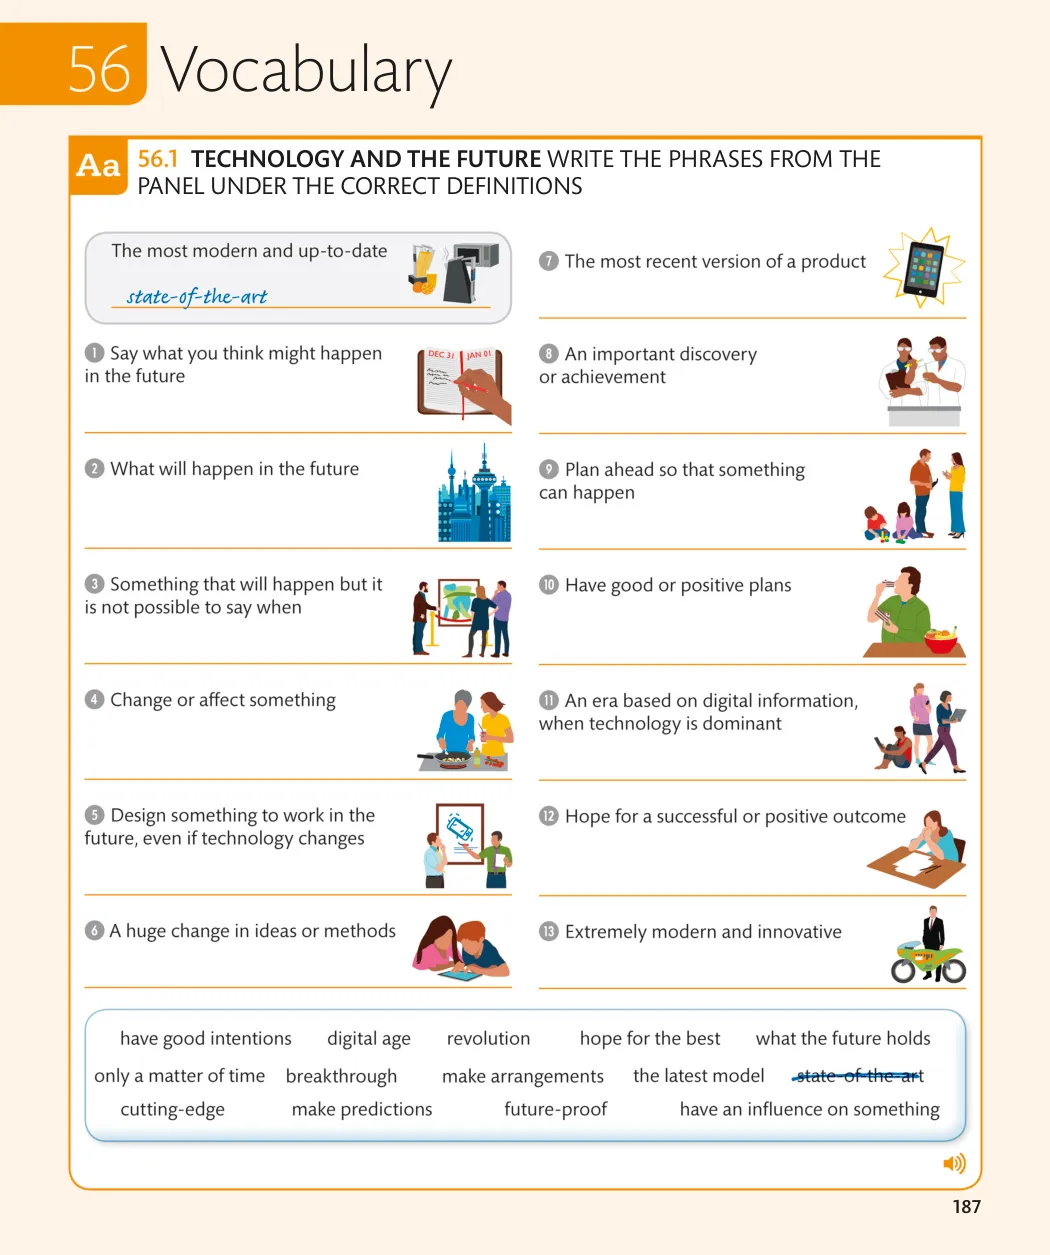 56 Vocabulary
Aa 56.1 TECHNOLOGY AND THE FUTURE WRITE THE PHRASES FROM THE
PANEL UNDER THE CORRECT DEFINITIONS
The most modern and up-to-date
state-of-the-art
1 Say what you think might happen
in the future
DEC 31 JAN 01
2 What will happen in the future
3 Something that will happen but it
is not possible to say when
4 Change or affect something
5 Design something to work in the
future, even if technology changes
6 A huge change in ideas or methods
7 The most recent version of a product
8 An important discovery
or achievement
9 Plan ahead so that something
can happen
10 Have good or positive plans
11 An era based on digital information,
when technology is dominant
12 Hope for a successful or positive outcome
13 Extremely modern and innovative
have good intentions digital age revolution hope for the best what the future holds
only a matter of time breakthrough make arrangements the latest model state-of-the-art
cutting-edge make predictions future-proof have an influence on something
187